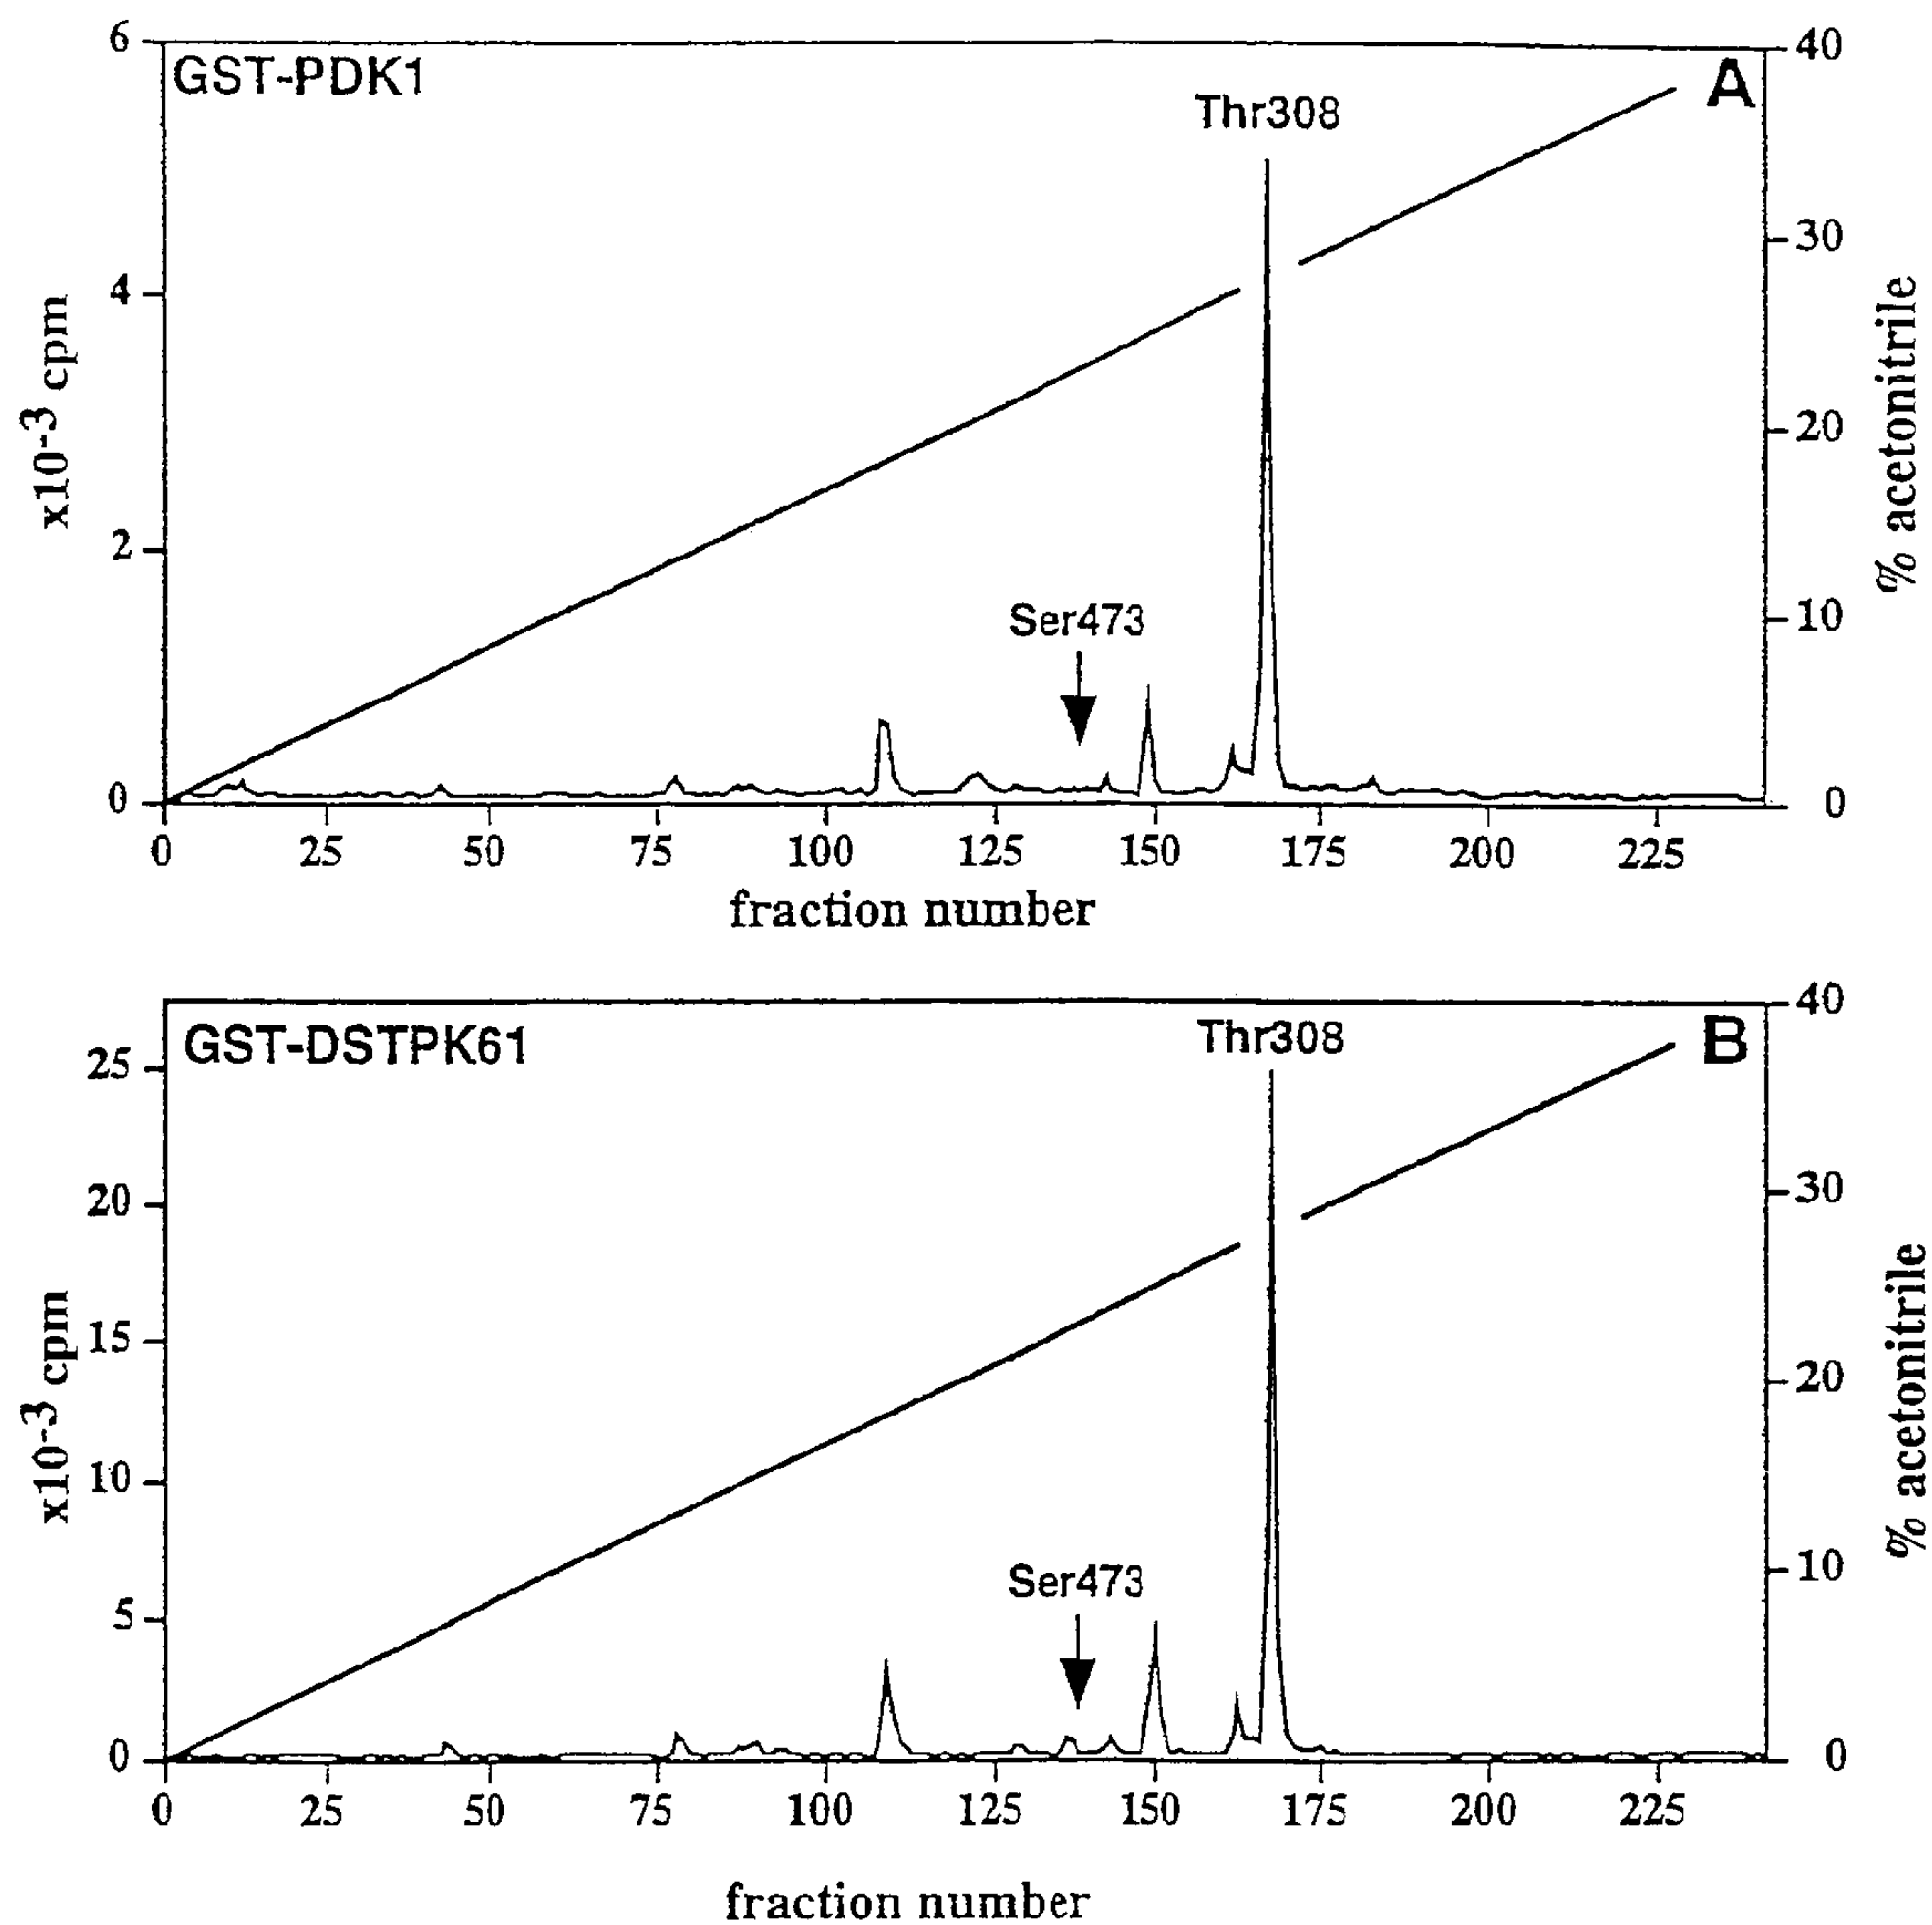 GST-PDK1
A
Thr308
Ser473
x10-3 cpm
6
4
2
0
% acetonitrile
40
30
20
10
0
0 25 50 75 100 125 150 175 200 225
fraction number
GST-DSTPK61
B
Thr308
Ser473
x10-3 cpm
25
20
15
10
5
0
% acetonitrile
40
30
20
10
0
0 25 50 75 100 125 150 175 200 225
fraction number